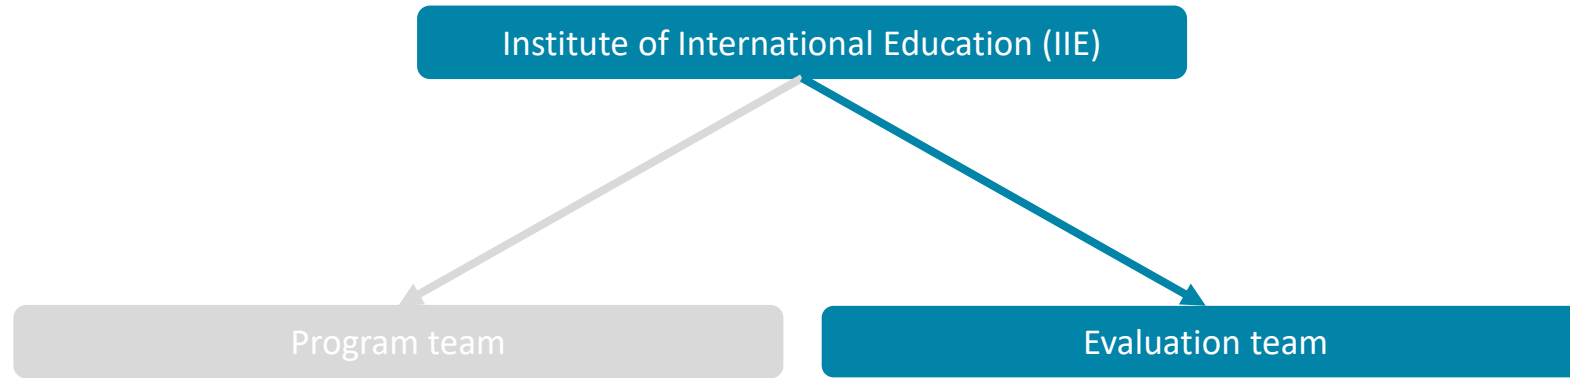 Institute of International Education (IIE)
Program team
Evaluation team